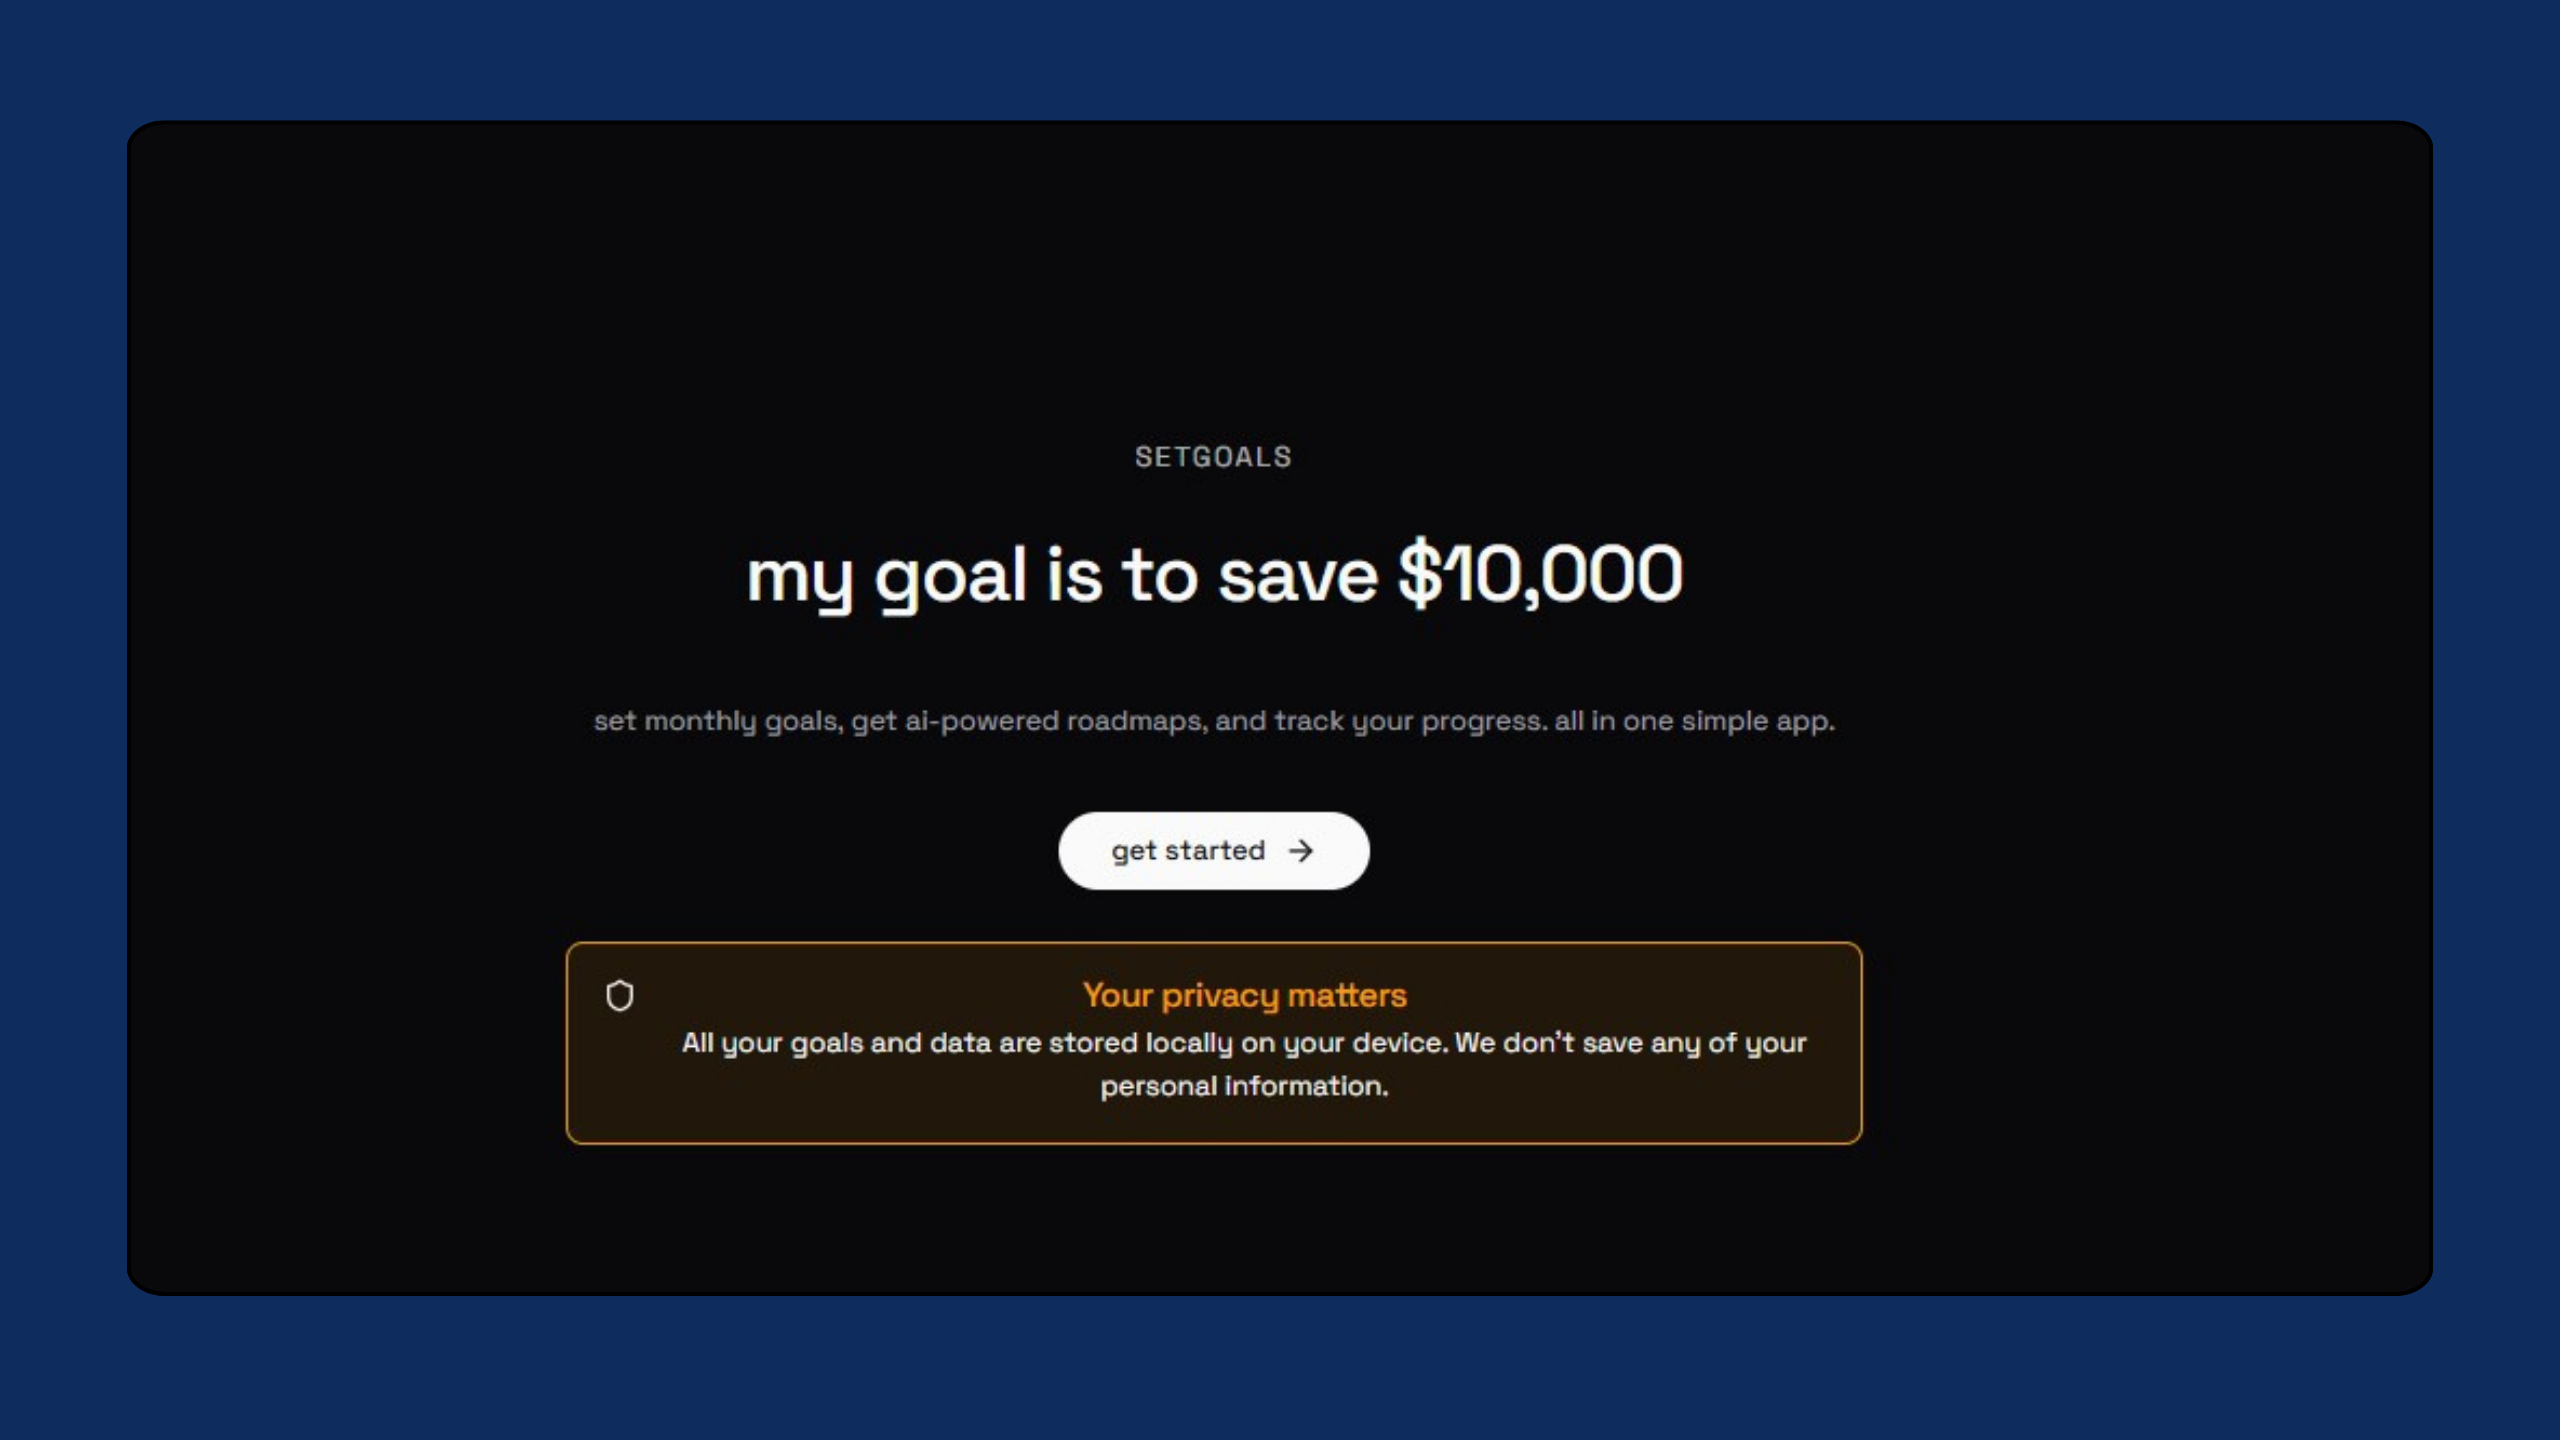 SETGOALS
my goal is to save $10,000
set monthly goals, get ai-powered roadmaps, and track your progress. all in one simple app.
get started →
Your privacy matters
All your goals and data are stored locally on your device. We don't save any of your
personal information.